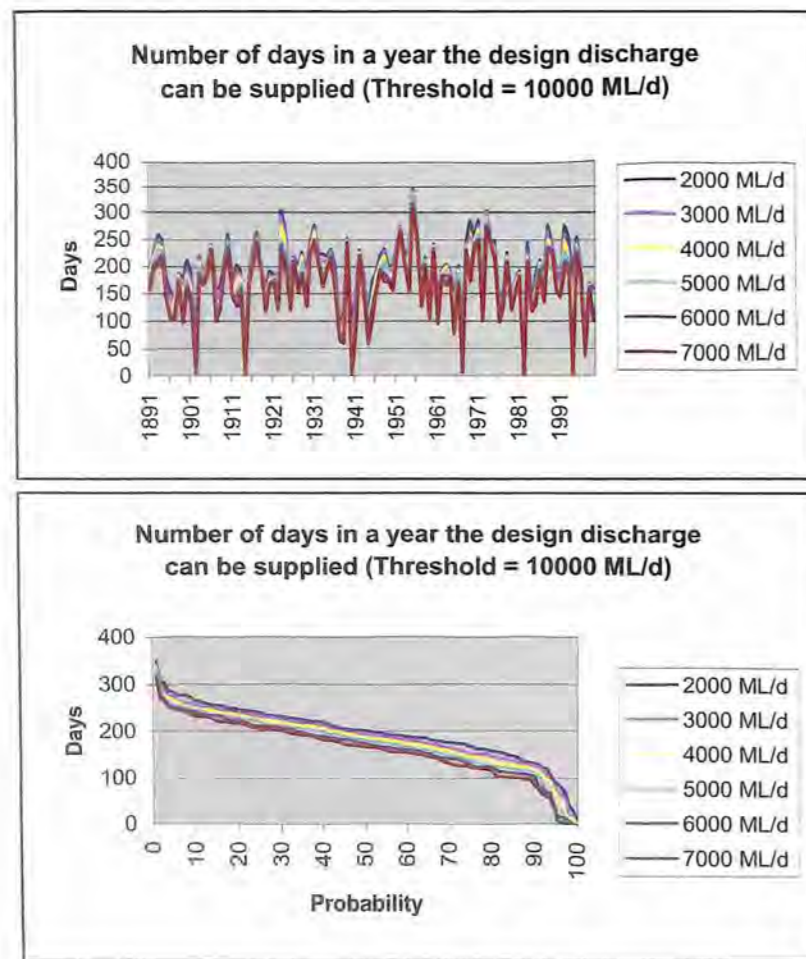 Number of days in a year the design discharge
can be supplied (Threshold = 10000 ML/d)
400
350
300
250
200
150
100
50
0
Days
1891
1901
1911
1921
1931
1941
1951
1961
1971
1981
1991
2000 ML/d
3000 ML/d
4000 ML/d
5000 ML/d
6000 ML/d
7000 ML/d
Number of days in a year the design discharge
can be supplied (Threshold = 10000 ML/d)
400
300
200
100
0
Days
0
10
20
30
40
50
60
70
80
90
100
Probability
2000 ML/d
3000 ML/d
4000 ML/d
5000 ML/d
6000 ML/d
7000 ML/d